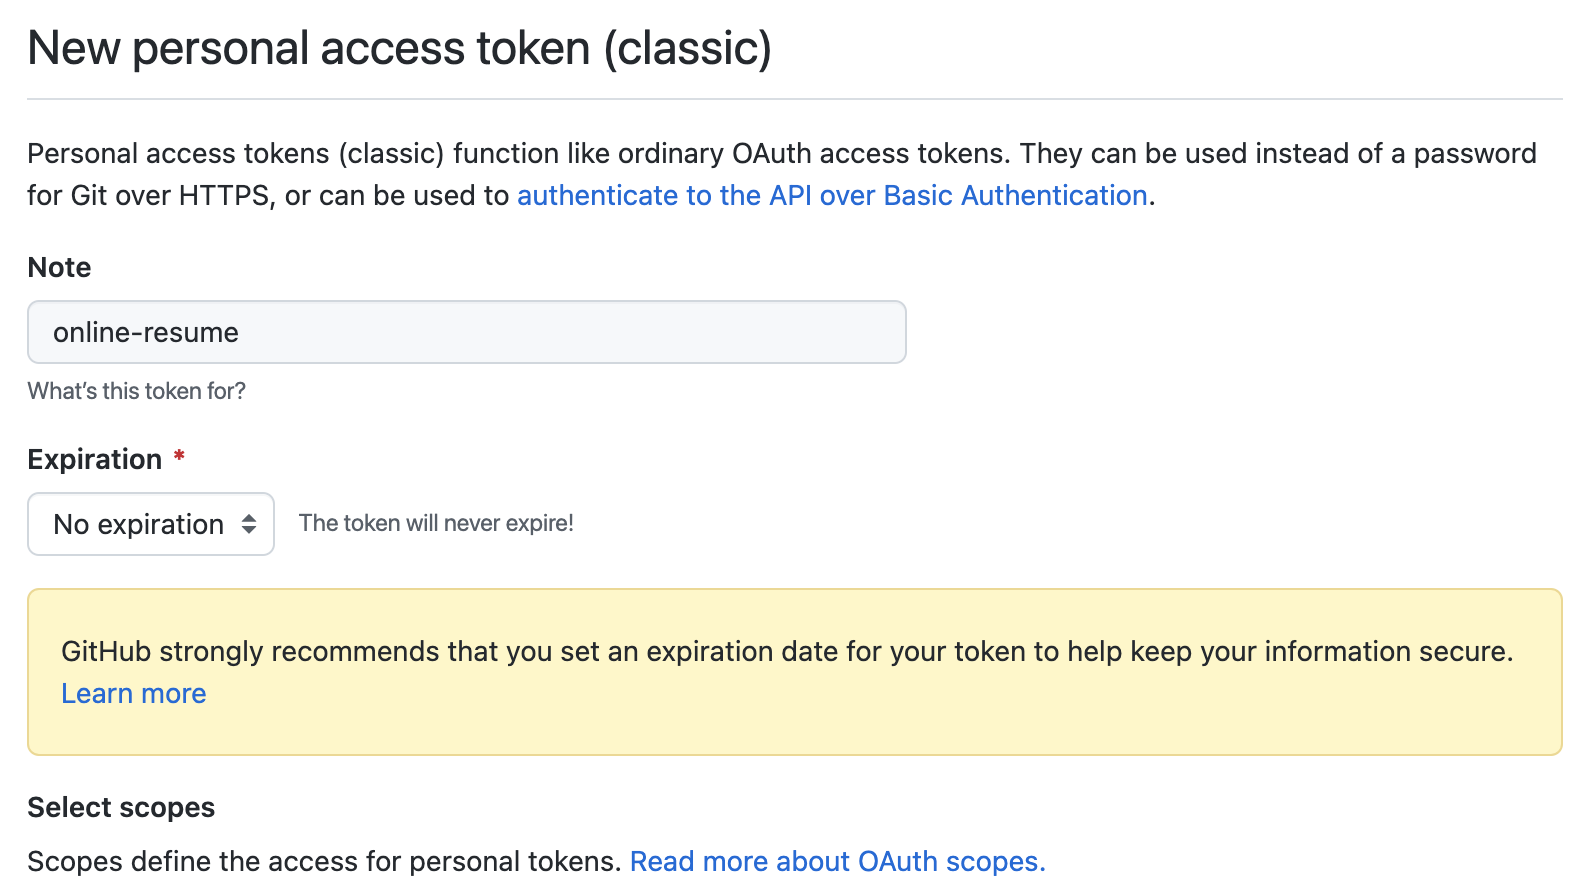 New personal access token (classic)
Personal access tokens (classic) function like ordinary OAuth access tokens. They can be used instead of a password
for Git over HTTPS, or can be used to authenticate to the API over Basic Authentication.
Note
online-resume
What's this token for?
Expiration *
No expiration The token will never expire!
GitHub strongly recommends that you set an expiration date for your token to help keep your information secure.
Learn more
Select scopes
Scopes define the access for personal tokens. Read more about OAuth scopes.